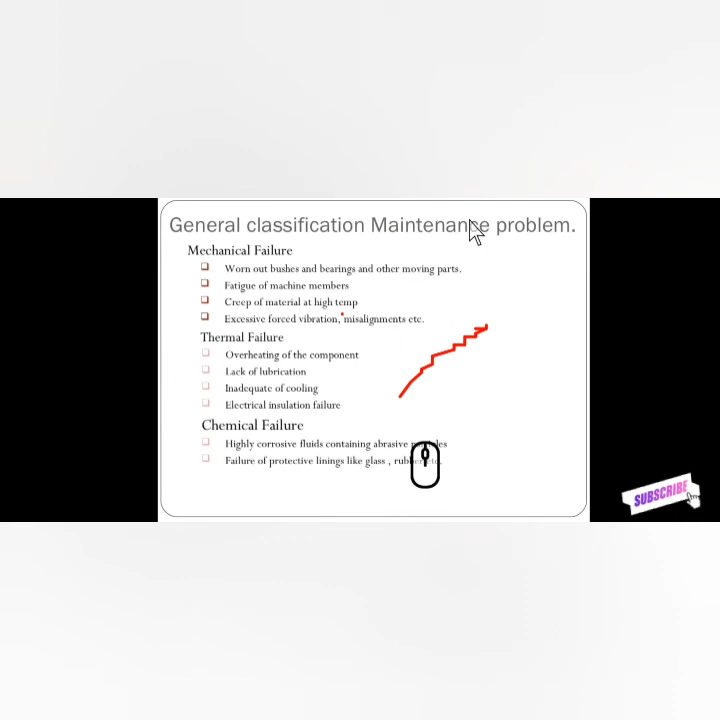 General classification Maintenance problem.
Mechanical Failure
Worn out bushes and bearings and other moving parts.
Fatigue of machine members
Creep of material at high temp
Excessive forced vibration, misalignments etc.
Thermal Failure
Overheating of the component
Lack of lubrication
Inadequate of cooling
Electrical insulation failure
Chemical Failure
Highly corrosive fluids containing abrasive particles
Failure of protective linings like glass , rubber etc.
SUBSCRIBE